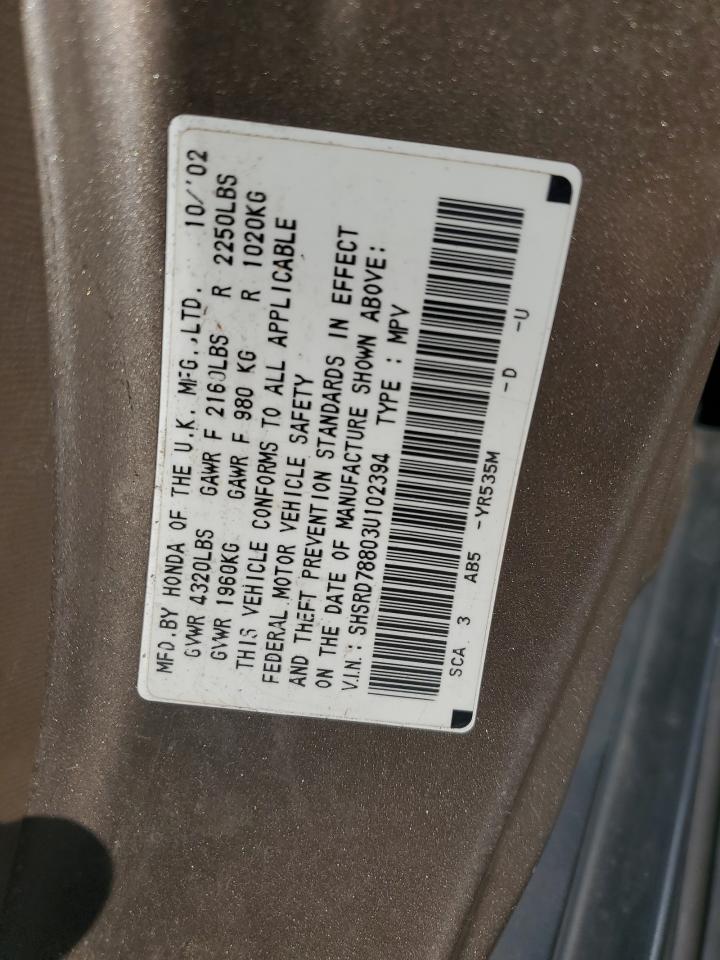 MFD.BY HONDA OF THE U.K. MFG.,LTD. 10/'02
GVWR 4320LBS GAWR F 2160LBS R 2250LBS
GVWR 1960KG GAWR F 980 KG R 1020KG
THIS VEHICLE CONFORMS TO ALL APPLICABLE
FEDERAL MOTOR VEHICLE SAFETY
AND THEFT PREVENTION STANDARDS IN EFFECT
ON THE DATE OF MANUFACTURE SHOWN ABOVE:
V.I.N.: SHSRD78803U102394 TYPE : MPV
SCA 3 AB5 -YR535M -D -U